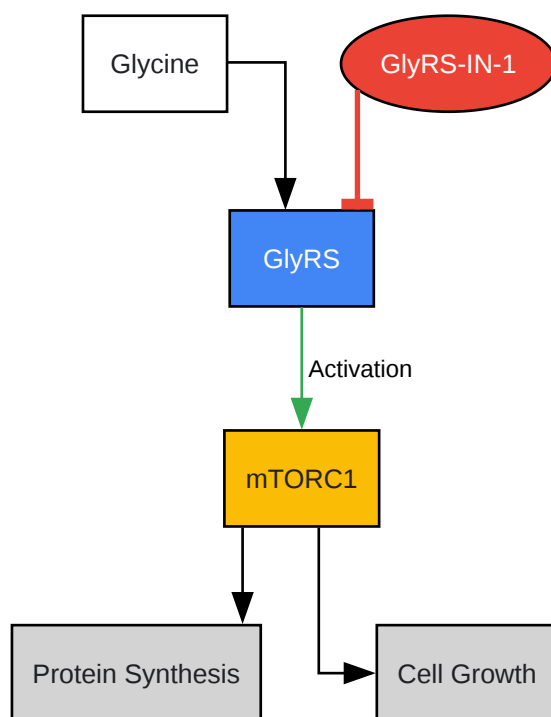 Glycine
GlyRS-IN-1
GlyRS
Activation
mTORC1
Protein Synthesis
Cell Growth